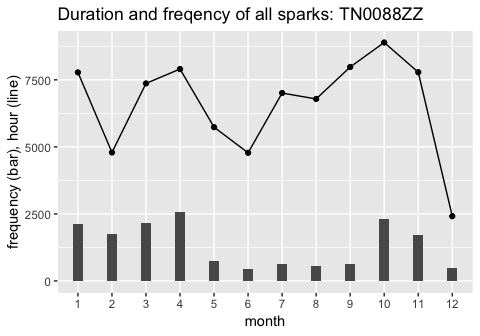 Duration and freqency of all sparks: TN0088ZZ
frequency (bar), hour (line)
7500
5000
2500
0
1 2 3 4 5 6 7 8 9 10 11 12
month